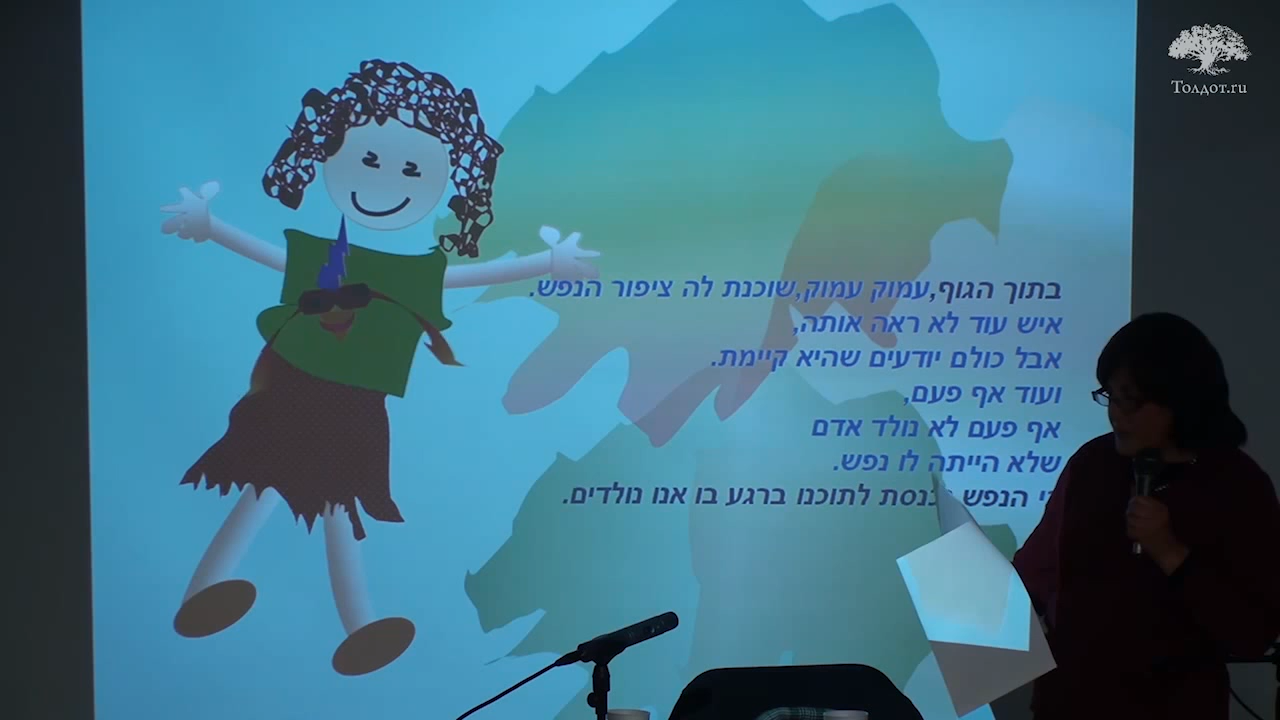 Толдот.ru
בתוך הגוף,עמוק עמוק,שוכנת לה ציפור הנפש.
איש עוד לא ראה אותה,
אבל כולם יודעים שהיא קיימת.
ועוד אף פעם,
אף פעם לא נולד אדם
שלא הייתה לו נפש.
הנפש לתוכנו ברגע בו אנו נולדים.